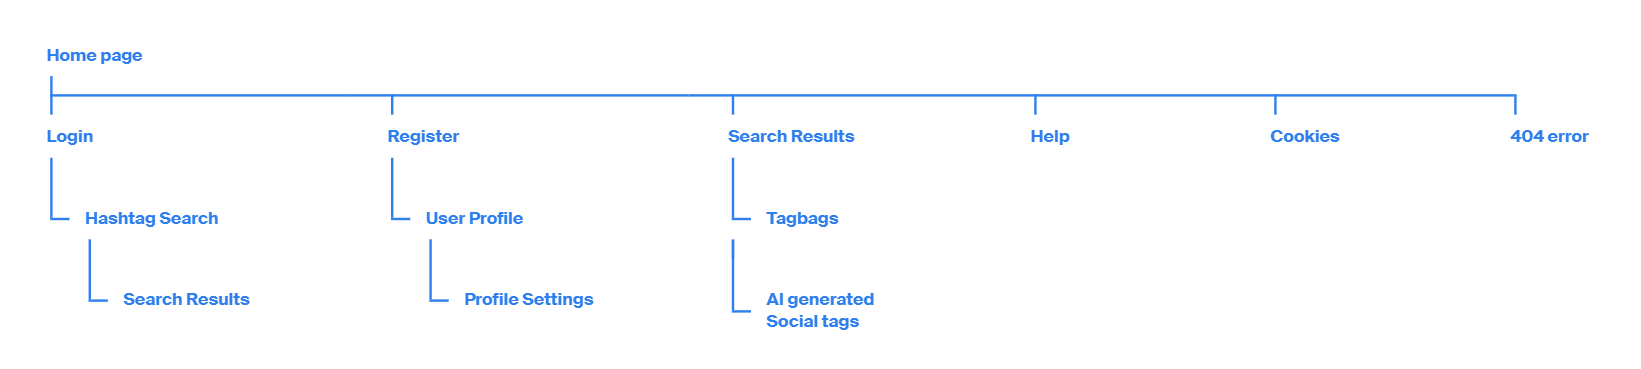 Home page
Login
Register
Search Results
Help
Cookies
404 error
Hashtag Search
User Profile
Tagbags
Search Results
Profile Settings
AI generated
Social tags